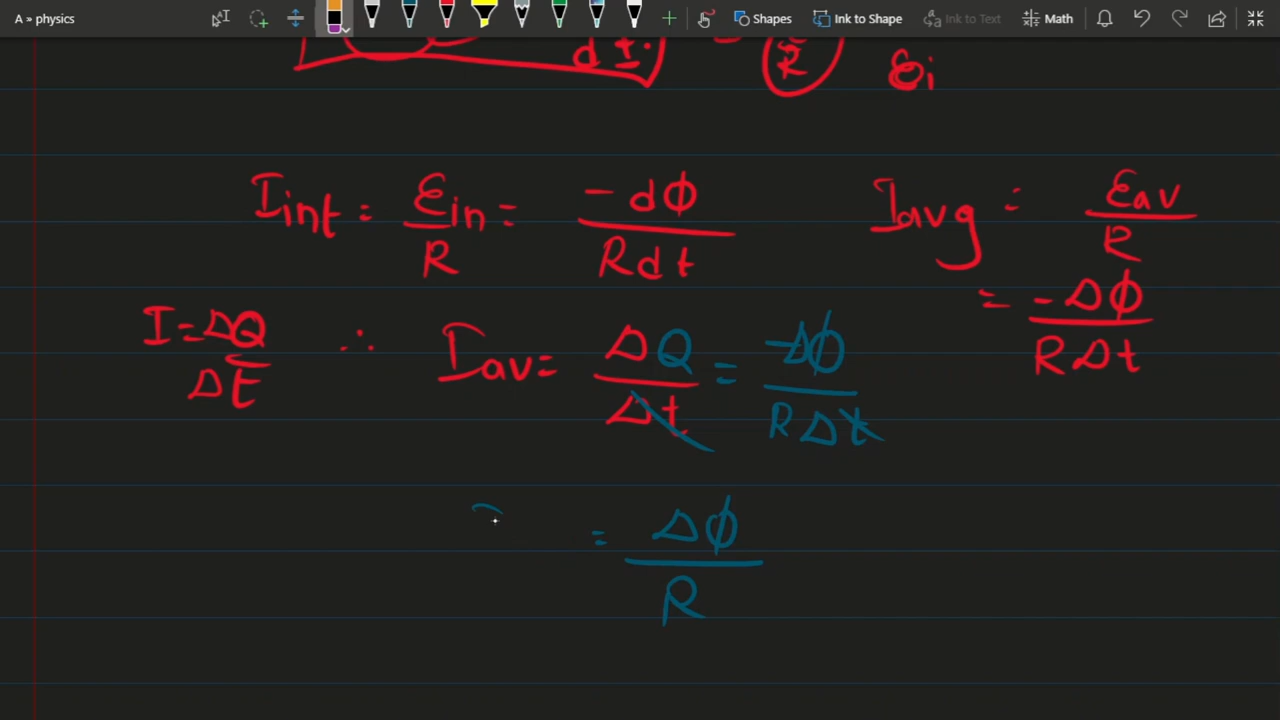 A » physics
Shapes Ink to Shape Ink to Text Math
d t. = ε/R ℰi
Iint = εin/R = -dϕ/Rdt
Iavg = εav/R
= -Δϕ/RΔt
I = ΔQ/Δt ∴ Iav = ΔQ/Δt = -Δϕ/RΔt
= Δϕ/R